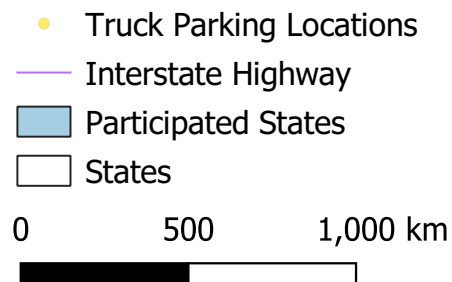 Truck Parking Locations
Interstate Highway
Participated States
States
0 500 1,000 km